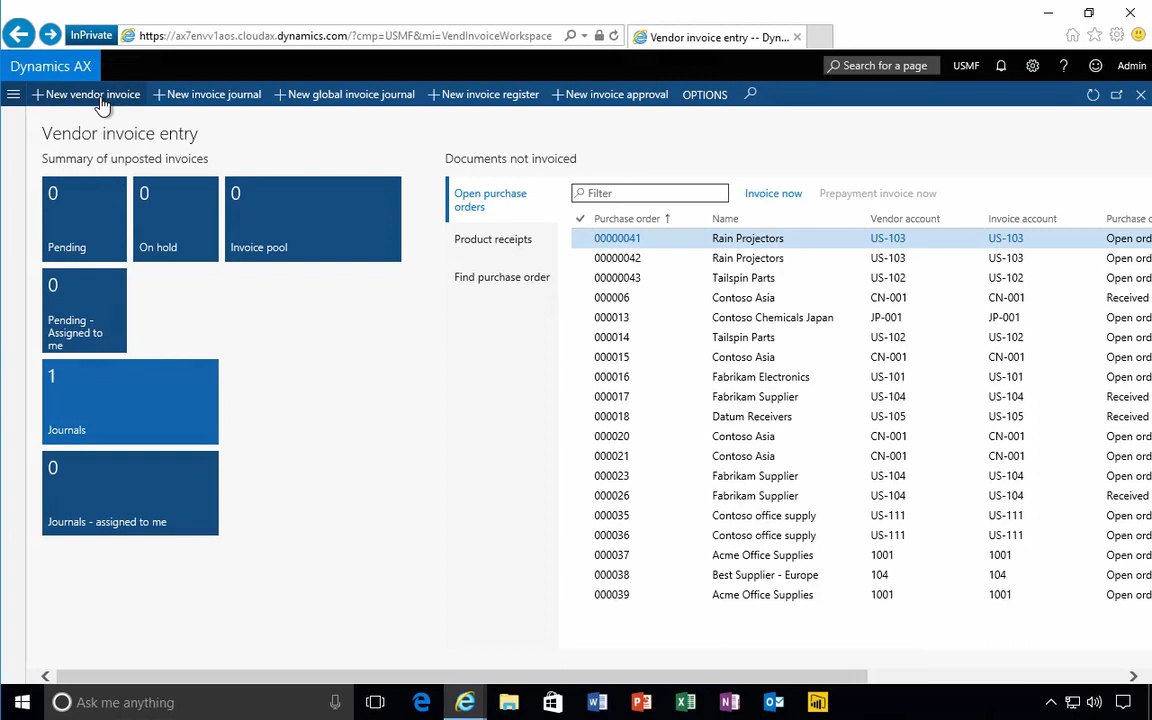 InPrivate
https://ax7envv1aos.cloudax.dynamics.com/?cmp=USMF&mi=VendInvoiceWorkspace
Vendor invoice entry -- Dyn...
Dynamics AX
Search for a page
USMF
Admin
New vendor invoice
New invoice journal
New global invoice journal
New invoice register
New invoice approval
OPTIONS
Vendor invoice entry
Summary of unposted invoices
0
Pending
0
On hold
0
Invoice pool
0
Pending -
Assigned to
me
1
Journals
0
Journals - assigned to me
Documents not invoiced
Open purchase
orders
Product receipts
Find purchase order
Filter
Invoice now
Prepayment invoice now
Purchase order Name Vendor account Invoice account Purchase o
00000041 Rain Projectors US-103 US-103 Open ord
00000042 Rain Projectors US-103 US-103 Open ord
00000043 Tailspin Parts US-102 US-102 Open ord
000006 Contoso Asia CN-001 CN-001 Received
000013 Contoso Chemicals Japan JP-001 JP-001 Open ord
000014 Tailspin Parts US-102 US-102 Open ord
000015 Contoso Asia CN-001 CN-001 Open ord
000016 Fabrikam Electronics US-101 US-101 Open ord
000017 Fabrikam Supplier US-104 US-104 Received
000018 Datum Receivers US-105 US-105 Received
000020 Contoso Asia CN-001 CN-001 Open ord
000021 Contoso Asia CN-001 CN-001 Open ord
000023 Fabrikam Supplier US-104 US-104 Open ord
000026 Fabrikam Supplier US-104 US-104 Received
000035 Contoso office supply US-111 US-111 Open ord
000036 Contoso office supply US-111 US-111 Open ord
000037 Acme Office Supplies 1001 1001 Open ord
000038 Best Supplier - Europe 104 104 Open ord
000039 Acme Office Supplies 1001 1001 Open ord
Ask me anything